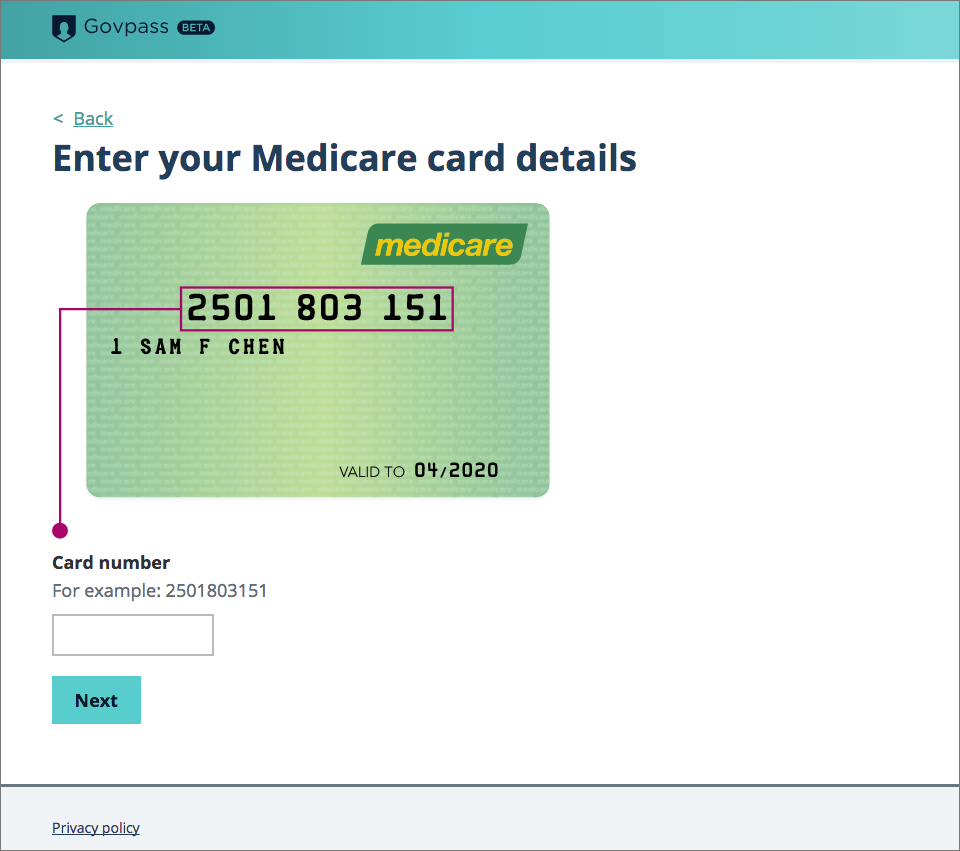 Govpass BETA
< Back
Enter your Medicare card details
medicare
2501 803 151
1 SAM F CHEN
VALID TO 04/2020
Card number
For example: 2501803151
Next
Privacy policy